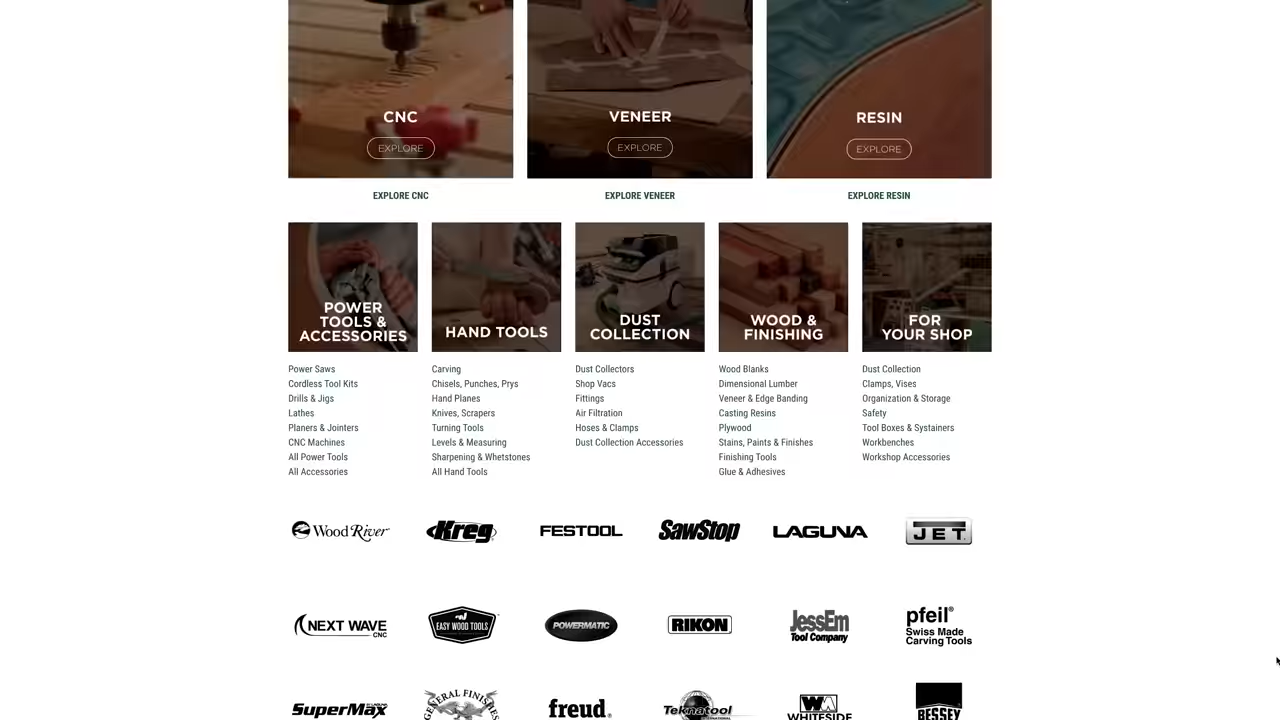 CNC
VENEER
RESIN
EXPLORE
EXPLORE
EXPLORE
EXPLORE CNC
EXPLORE VENEER
EXPLORE RESIN
POWER
TOOLS &
ACCESSORIES
HAND TOOLS
DUST
COLLECTION
WOOD &
FINISHING
FOR
YOUR SHOP
Power Saws
Cordless Tool Kits
Drills & Jigs
Lathes
Planers & Jointers
CNC Machines
All Power Tools
All Accessories
Carving
Chisels, Punches, Prys
Hand Planes
Knives, Scrapers
Turning Tools
Levels & Measuring
Sharpening & Whetstones
All Hand Tools
Dust Collectors
Shop Vacs
Fittings
Air Filtration
Hoses & Clamps
Dust Collection Accessories
Wood Blanks
Dimensional Lumber
Veneer & Edge Banding
Casting Resins
Plywood
Stains, Paints & Finishes
Finishing Tools
Glue & Adhesives
Dust Collection
Clamps, Vises
Organization & Storage
Safety
Tool Boxes & Systainers
Workbenches
Workshop Accessories
WoodRiver
Kreg
FESTOOL
SawStop
LAGUNA
JET
NEXT WAVE
CNC
EASY WOOD TOOLS
POWERMATIC
RIKON
JessEm
Tool Company
pfeil®
Swiss Made
Carving Tools
SuperMax
GENERAL FINISHES
freud
Teknatool
INTERNATIONAL
WHITESIDE
BESSEY